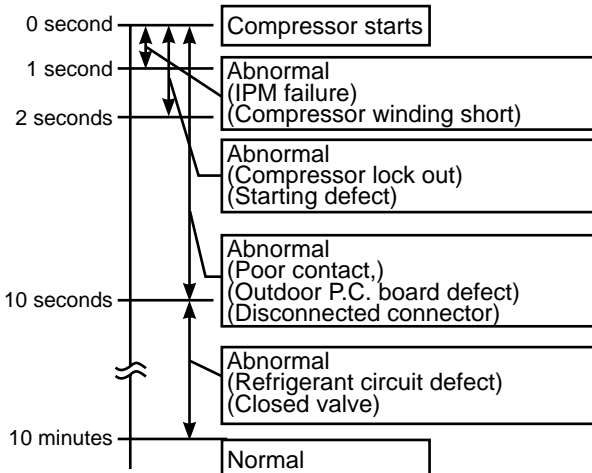 0 second
Compressor starts
1 second
Abnormal
(IPM failure)
(Compressor winding short)
2 seconds
Abnormal
(Compressor lock out)
(Starting defect)
Abnormal
(Poor contact,)
(Outdoor P.C. board defect)
(Disconnected connector)
10 seconds
Abnormal
(Refrigerant circuit defect)
(Closed valve)
10 minutes
Normal